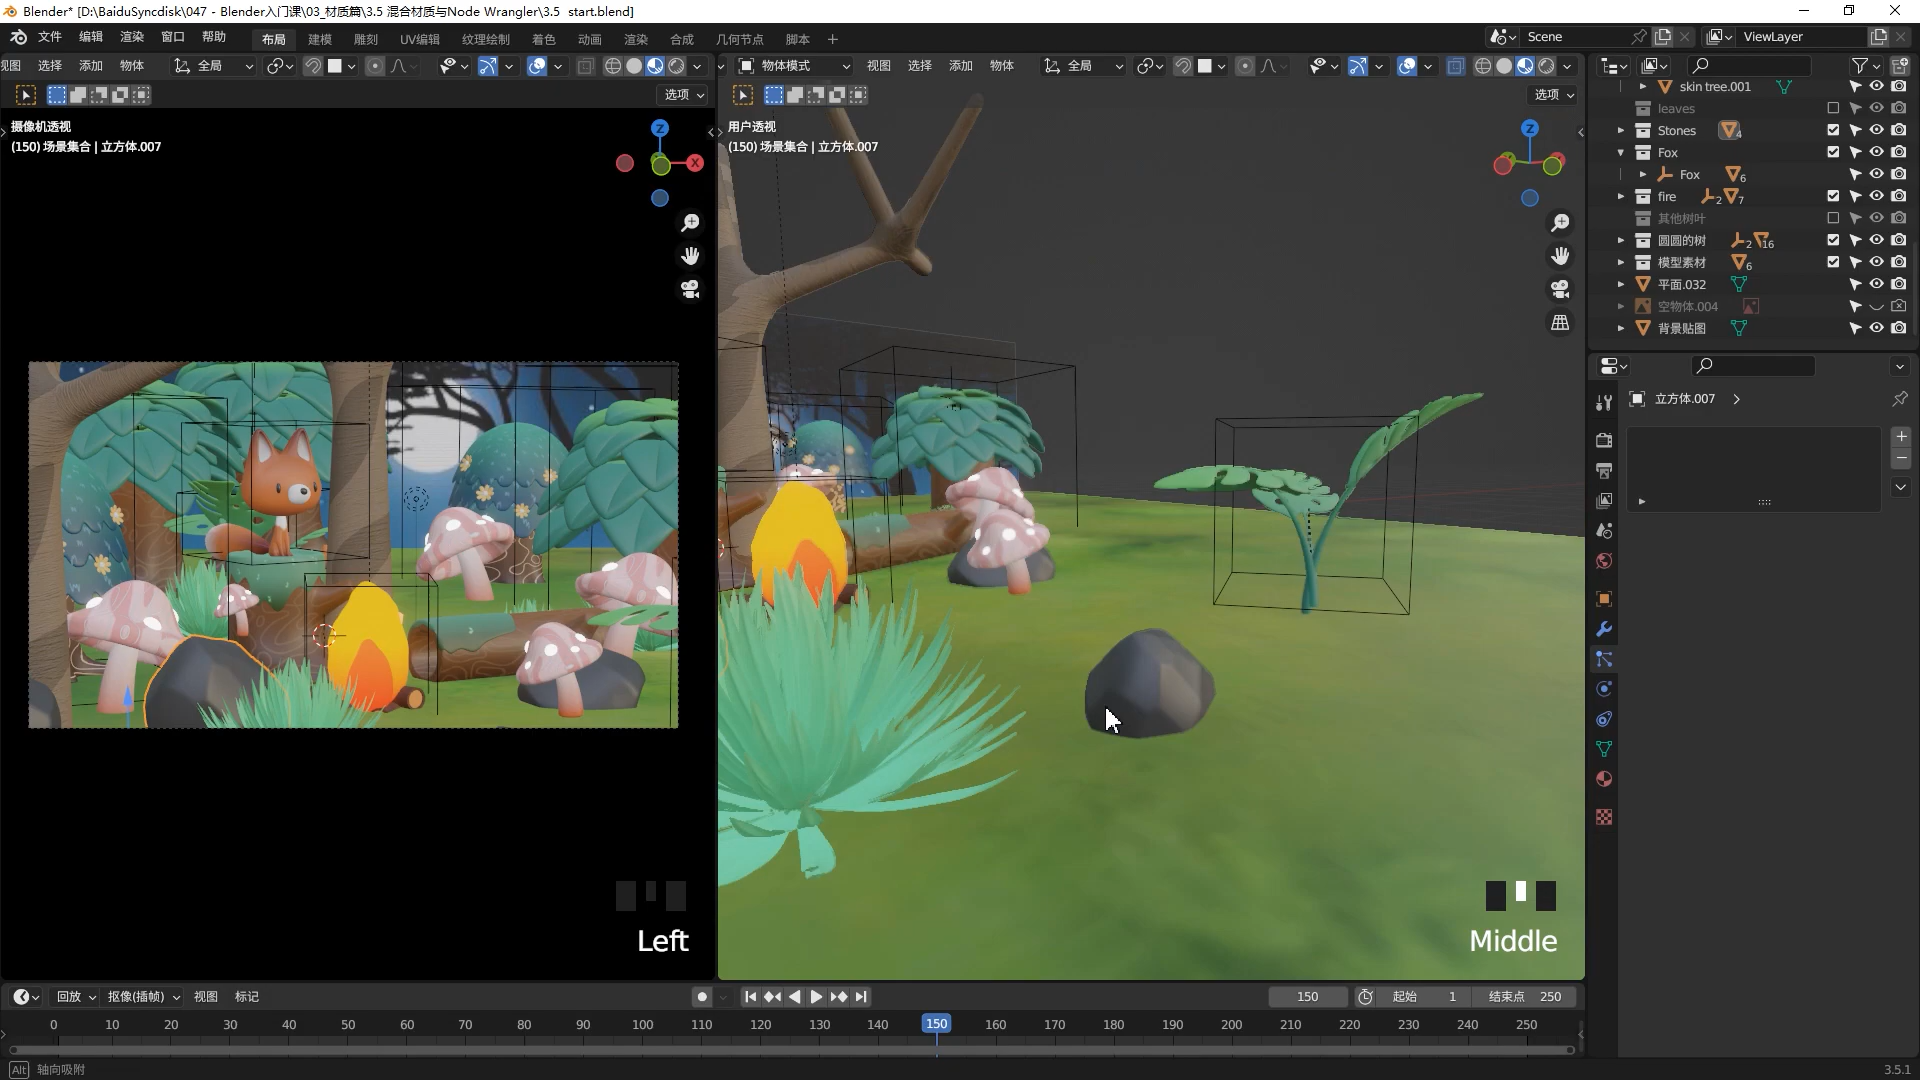 Blender* [D:\BaiduSyncdisk\047 - Blender入门课\03_材质篇\3.5 混合材质与Node Wrangler\3.5  start.blend]
文件 编辑 渲染 窗口 帮助 布局 建模 雕刻 UV编辑 纹理绘制 着色 动画 渲染 合成 几何节点 脚本 + Scene ViewLayer
视图 选择 添加 物体 全局 物体模式 视图 选择 添加 物体 全局
选项 选项
摄像机透视
(150) 场景集合 | 立方体.007
用户透视
(150) 场景集合 | 立方体.007
Z
X
Z
Left
Middle
skin tree.001
leaves
Stones 4
Fox
Fox 6
fire 2 7
其他树叶
圆圆的树 2 16
模型素材 6
平面.032
空物体.004
背景贴图
立方体.007
回放 抠像(插帧) 视图 标记 150 起始 1 结束点 250
0 10 20 30 40 50 60 70 80 90 100 110 120 130 140 150 160 170 180 190 200 210 220 230 240 250
Alt 轴向吸附 3.5.1